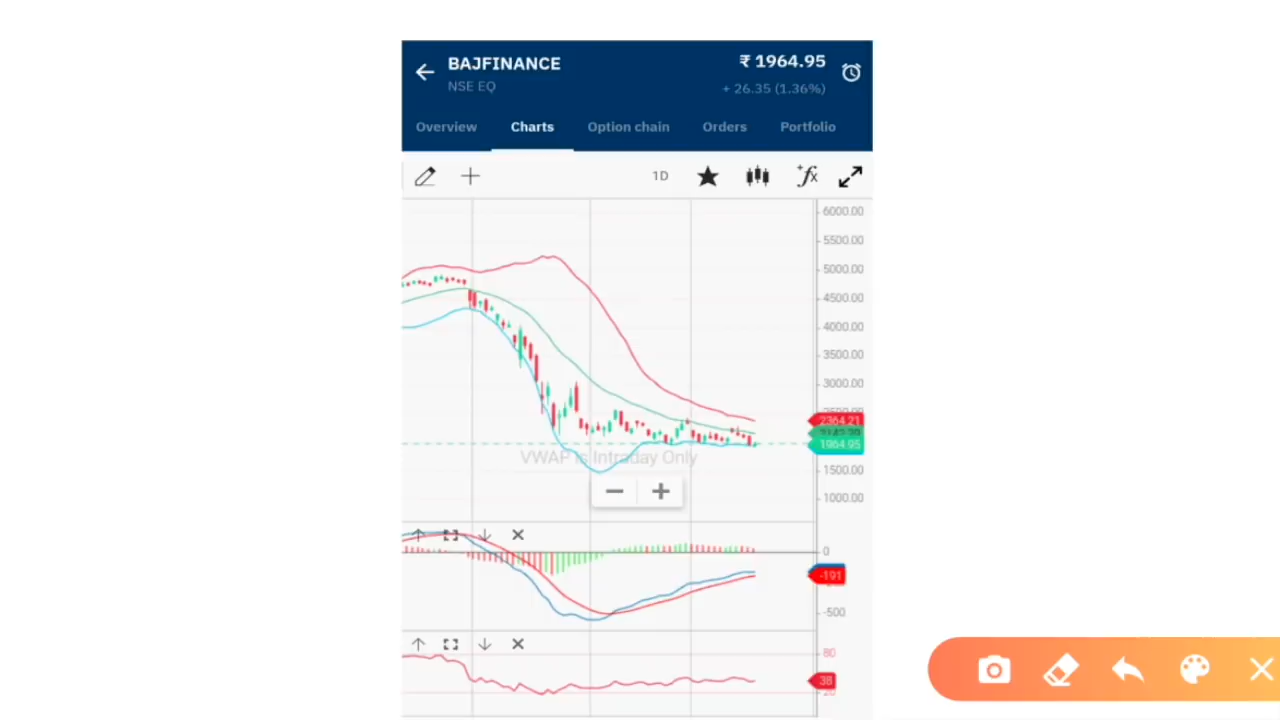 BAJFINANCE
₹ 1964.95
NSE EQ
+ 26.35 (1.36%)
Overview
Charts
Option chain
Orders
Portfolio
1D
6000.00
5500.00
5000.00
4500.00
4000.00
3500.00
3000.00
2364.21
1964.95
VWAP is Intraday Only
1500.00
1000.00
0
-191
-500
80
38